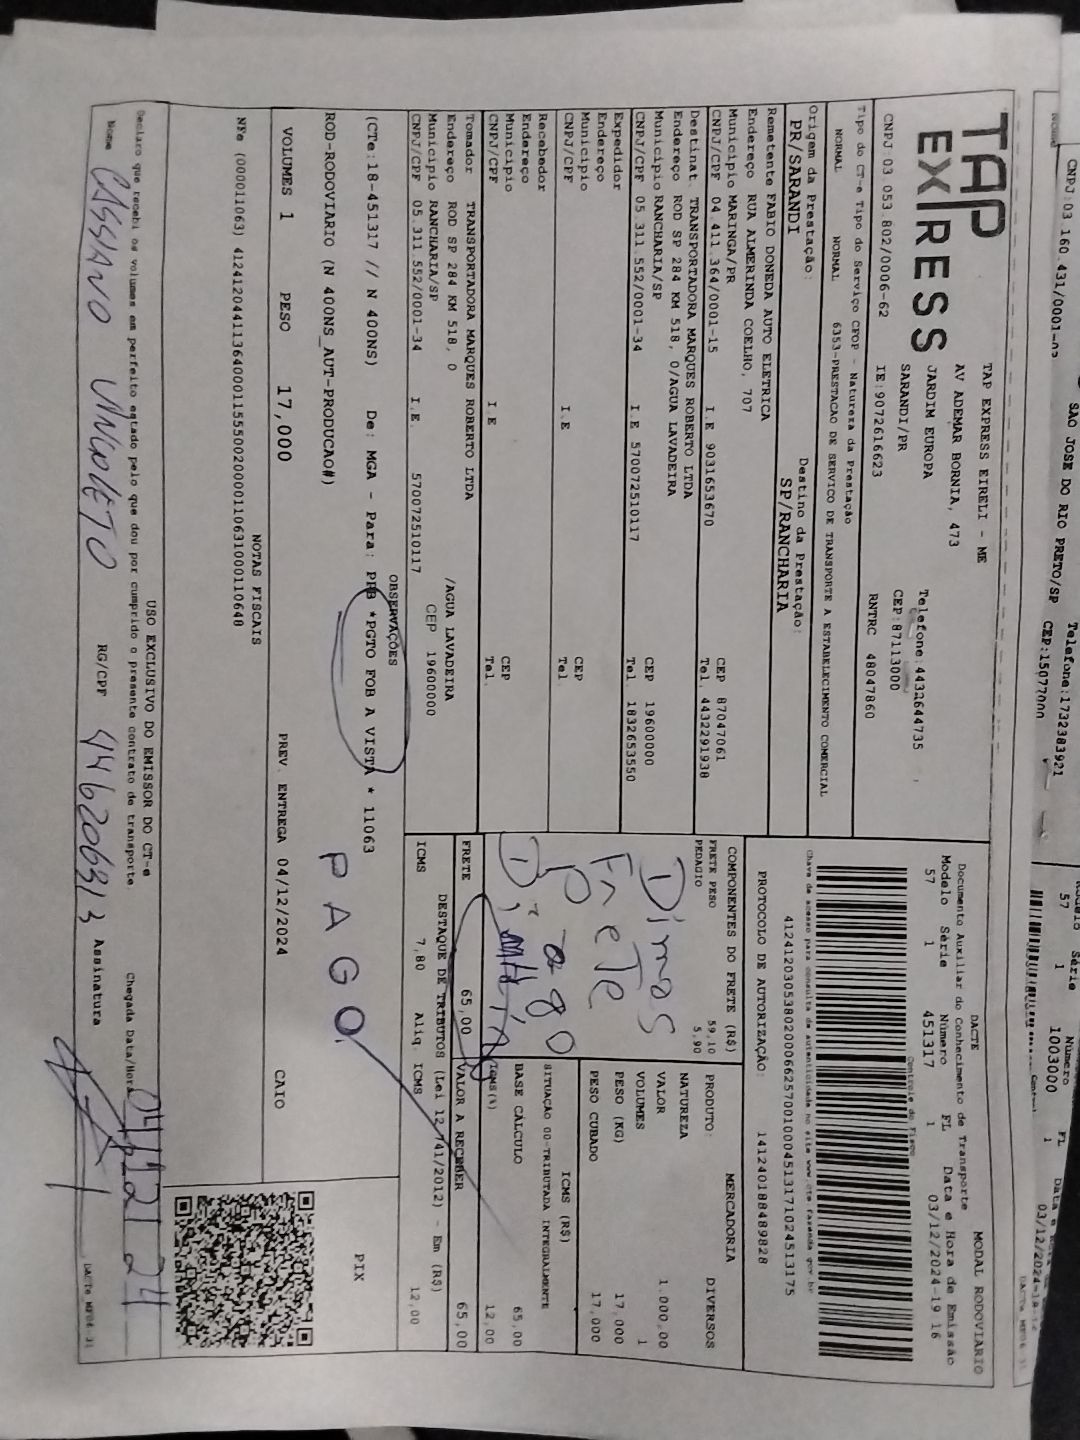 CNPJ:03.160.431/0001-03
SAO JOSE DO RIO PRETO/SP
CEP:15077000
Telefone:1732383921
57
Série
1
Número
1003000
FL
1
TAP EXPRESS
TAP EXPRESS EIRELI - ME
AV ADEMAR BORNIA, 473
JARDIM EUROPA
SARANDI/PR
Telefone:4432644735
CEP:87113000
CNPJ:03.053.802/0006-62
IE:9072616623
RNTRC 48047860
DACTE
MODAL RODOVIÁRIO
Documento Auxiliar do Conhecimento de Transporte
Modelo Série Número FL Data e Hora de Emissão
57 1 451317 1 03/12/2024-19 16
Controle do Fisco
Chave de acesso para consulta de autenticidade no site www.cte.fazenda.gov.br
41241203053802000662570010004513171024513175
PROTOCOLO DE AUTORIZAÇÃO: 141240188489828
Tipo do CT-e Tipo do Serviço CFOP - Natureza da Prestação
NORMAL NORMAL 6353-PRESTACAO DE SERVICO DE TRANSPORTE A ESTABELECIMENTO COMERCIAL
Origem da Prestação: Destino da Prestação:
PR/SARANDI SP/RANCHARIA
Remetente FABIO DONEDA AUTO ELETRICA
Endereço RUA ALMERINDA COELHO, 707
Município MARINGA/PR CEP 87047061
CNPJ/CPF 04.411.364/0001-15 I.E 9031653670 Tel. 4432291938
Destinat. TRANSPORTADORA MARQUES ROBERTO LTDA
Endereço ROD SP 284 KM 518, 0/AGUA LAVADEIRA
Município RANCHARIA/SP CEP 19600000
CNPJ/CPF 05.311.552/0001-34 I.E 570072510117 Tel. 1832653550
Expedidor
Endereço
Município CEP
CNPJ/CPF I.E Tel.
Recebedor
Endereço
Município CEP
CNPJ/CPF I.E Tel.
Tomador TRANSPORTADORA MARQUES ROBERTO LTDA
Endereço ROD SP 284 KM 518, 0 /AGUA LAVADEIRA
Município RANCHARIA/SP CEP 19600000
CNPJ/CPF 05.311.552/0001-34 I.E. 570072510117
COMPONENTES DO FRETE (R$)
FRETE PESO 59,10
PEDAGIO 5,90
Dimas
Frete
Pago
FRETE 65,00
MERCADORIA
PRODUTO: DIVERSOS
NATUREZA
VALOR 1.000,00
VOLUMES 1
PESO (KG) 17,000
PESO CUBADO 17,000
ICMS (R$)
SITUAÇÃO 00-TRIBUTADA INTEGRALMENTE
BASE CÁLCULO 65,00
ICMS(%) 12,00
VALOR A RECEBER 65,00
DESTAQUE DE TRIBUTOS (Lei 12.741/2012) - Em (R$)
ICMS 7,80 Aliq. ICMS 12,00
OBSERVAÇÕES
(CTe:18-451317 // N 400NS) De: MGA - Para: PPB *PGTO FOB A VISTA * 11063
ROD-RODOVIARIO (N 400NS_AUT-PRODUCAO#)
PAGO
PIX
VOLUMES 1 PESO 17,000 PREV. ENTREGA 04/12/2024 CAIO
NOTAS FISCAIS
NFe (00011063) 41241204411364000115550020000110631000110640
USO EXCLUSIVO DO EMISSOR DO CT-e
Declaro que recebi os volumes em perfeito estado pelo que dou por cumprido o presente contrato de transporte. Chegada Data/Hora 04/12/24
Nome CASSIANO RG/CPF 446206313 Assinatura